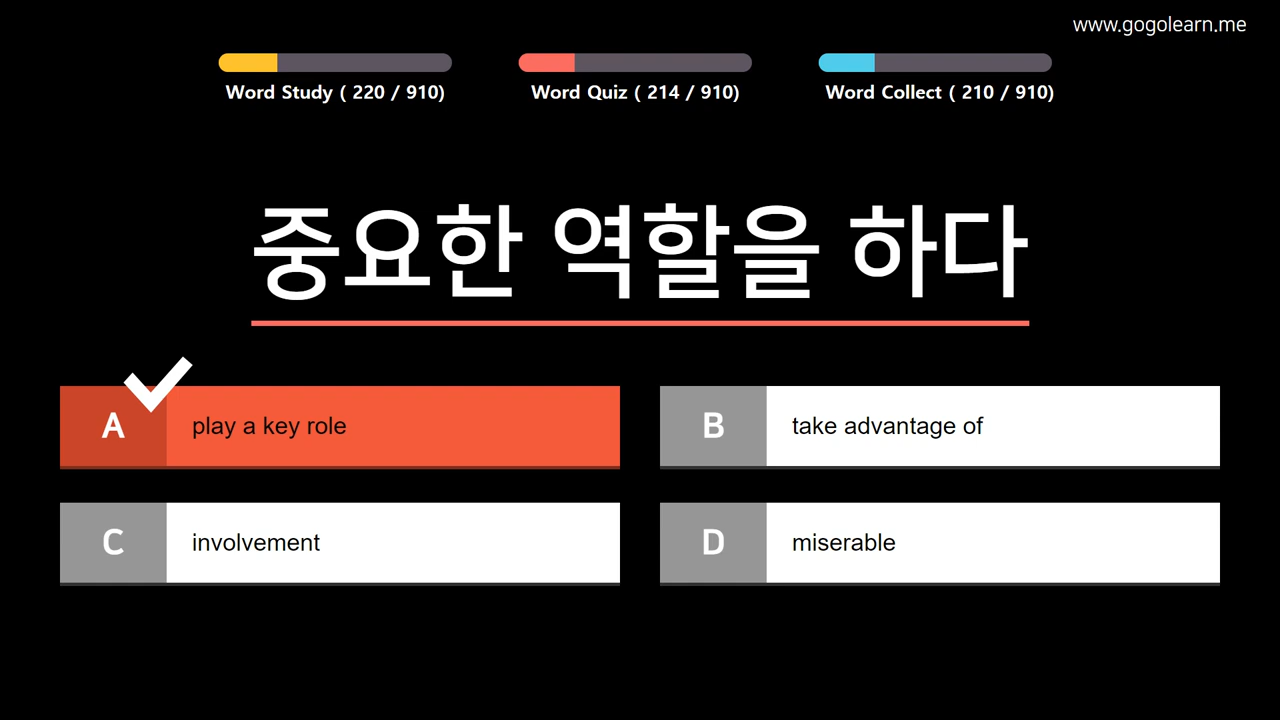 www.gogolearn.me
Word Study ( 220 / 910)
Word Quiz ( 214 / 910)
Word Collect ( 210 / 910)
중요한 역할을 하다
A play a key role
B take advantage of
C involvement
D miserable